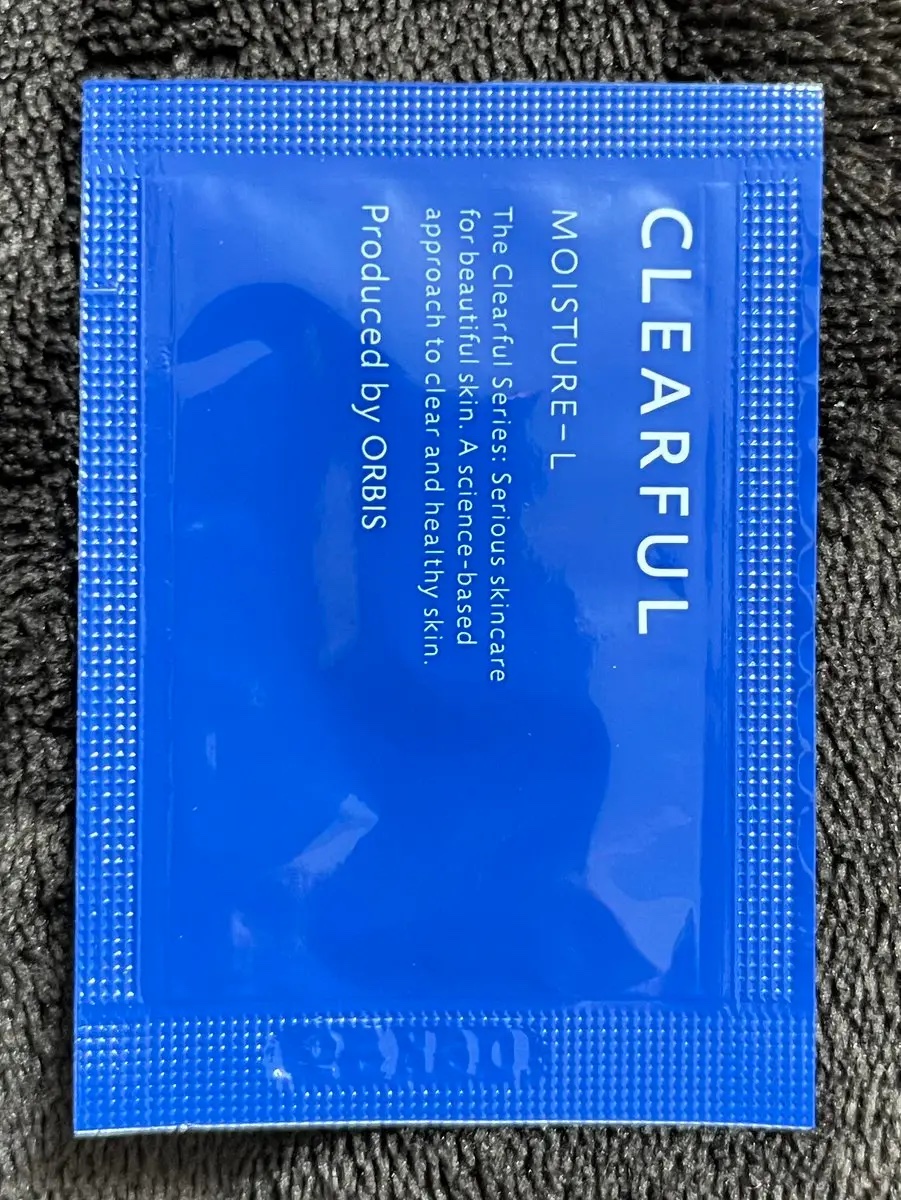 CLEARFUL
MOISTURE-L
The Clearful Series: Serious skincare
for beautiful skin. A science-based
approach to clear and healthy skin.
Produced by ORBIS